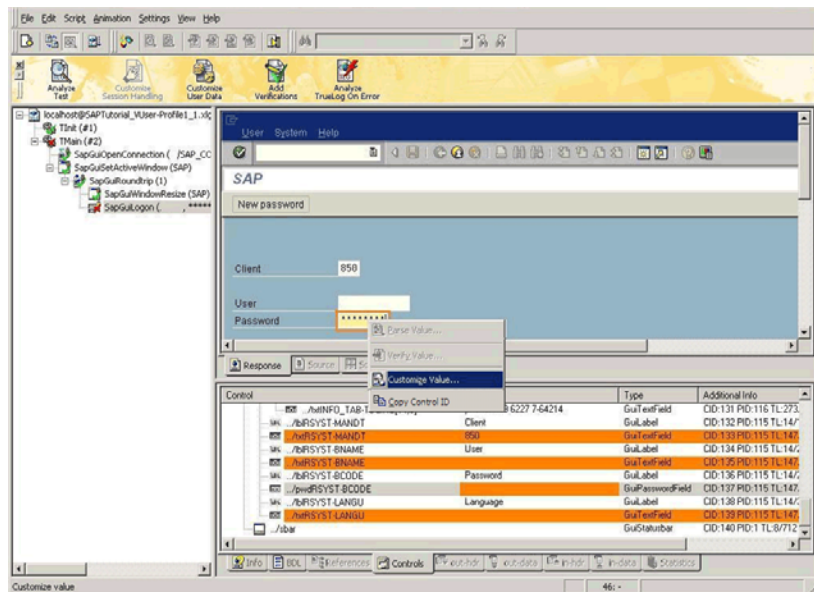 File Edit Script Animation Settings View Help
Analyze Test
Customize Session Handling
Customize User Data
Add Verifications
Analyze TrueLog On Error
localhost@SAPTutorial_VUser-Profile1_1.xlg
TInit (#1)
TMain (#2)
SapGuiOpenConnection ( /SAP_CC
SapGuiSetActiveWindow (SAP)
SapGuiRoundtrip (1)
SapGuiWindowResize (SAP)
SapGuiLogon ( , *****
User System Help
SAP
New password
Client 850
User
Password ********
Parse Value...
Verify Value...
Customize Value...
Copy Control ID
Response Source
Control Type Additional Info
6227 7-64214 GuiTextField CID:131 PID:116 TL:273,
.../lblRSYST-MANDT Client GuiLabel CID:132 PID:115 TL:14/
.../txtRSYST-MANDT 850 GuiTextField CID:133 PID:115 TL:147,
.../lblRSYST-BNAME User GuiLabel CID:134 PID:115 TL:14/
.../txtRSYST-BNAME GuiTextField CID:135 PID:115 TL:147,
.../lblRSYST-BCODE Password GuiLabel CID:136 PID:115 TL:14/
.../pwdRSYST-BCODE GuiPasswordField CID:137 PID:115 TL:147,
.../lblRSYST-LANGU Language GuiLabel CID:138 PID:115 TL:14/
.../txtRSYST-LANGU GuiTextField CID:139 PID:115 TL:147,
.../sbar GuiStatusbar CID:140 PID:1 TL:8/712
Info BDL References Controls out-hdr out-data in-hdr in-data Statistics
Customize value 46: -